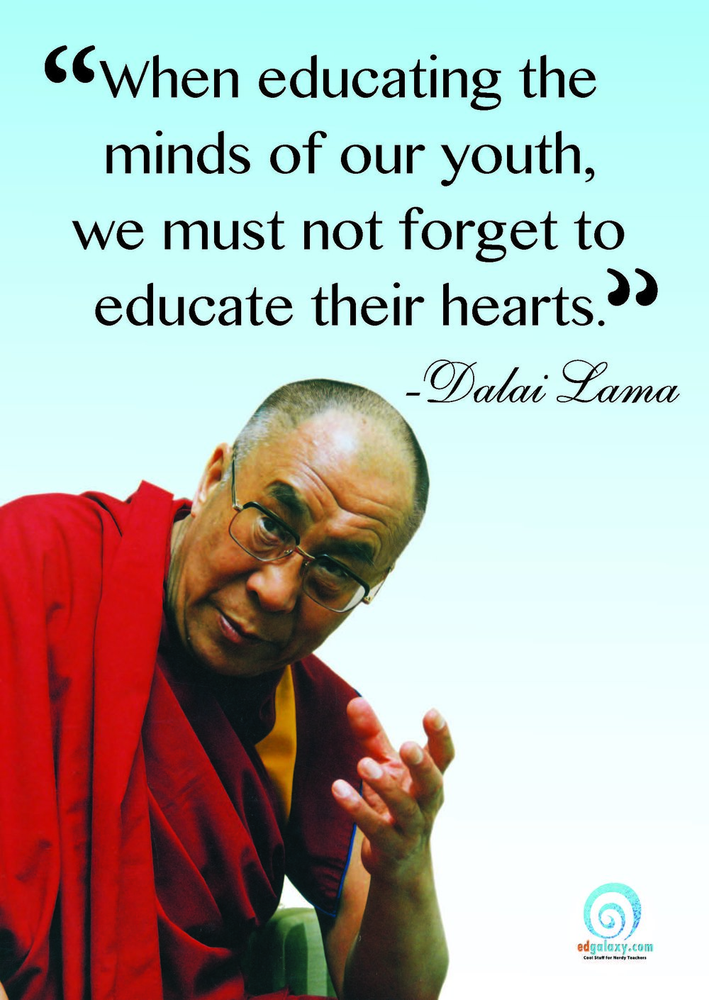 “When educating the
minds of our youth,
we must not forget to
educate their hearts.”
-Dalai Lama
edgalaxy.com
Cool Stuff for Nerdy Teachers